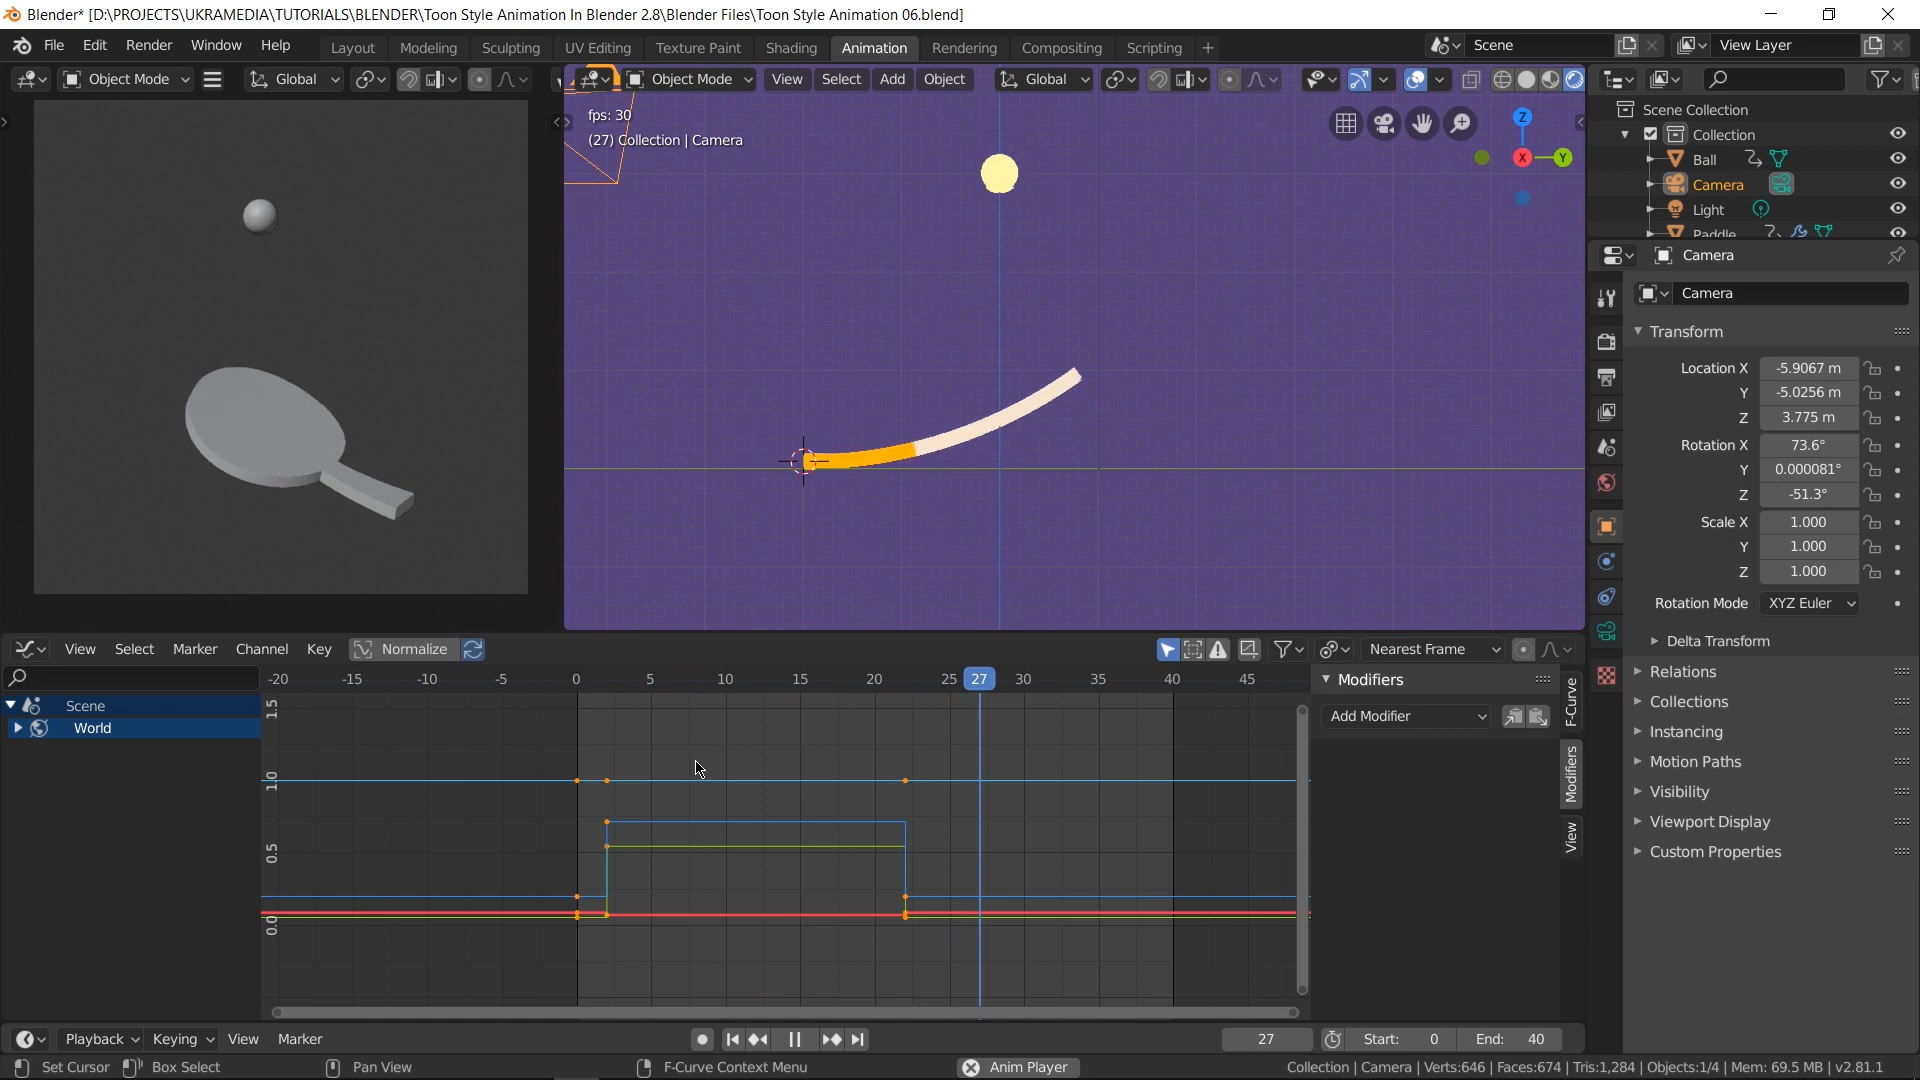 Blender* [D:\PROJECTS\UKRAMEDIA\TUTORIALS\BLENDER\Toon Style Animation In Blender 2.8\Blender Files\Toon Style Animation 06.blend]
File Edit Render Window Help Layout Modeling Sculpting UV Editing Texture Paint Shading Animation Rendering Compositing Scripting + Scene View Layer
Object Mode Global Object Mode View Select Add Object Global
fps: 30
(27) Collection | Camera
Z
X
Y
Scene Collection
Collection
Ball
Camera
Light
Paddle
Camera
Camera
Transform
Location X -5.9067 m
Y -5.0256 m
Z 3.775 m
Rotation X 73.6°
Y 0.000081°
Z -51.3°
Scale X 1.000
Y 1.000
Z 1.000
Rotation Mode XYZ Euler
Delta Transform
Relations
Collections
Instancing
Motion Paths
Visibility
Viewport Display
Custom Properties
View Select Marker Channel Key Normalize Nearest Frame
-20 -15 -10 -5 0 5 10 15 20 25 27 30 35 40 45
Scene
World
1.5
1.0
0.5
0.0
Modifiers
Add Modifier
F-Curve
Modifiers
View
Playback Keying View Marker 27 Start: 0 End: 40
Set Cursor Box Select Pan View F-Curve Context Menu Anim Player Collection | Camera | Verts:646 | Faces:674 | Tris:1,284 | Objects:1/4 | Mem: 69.5 MB | v2.81.1